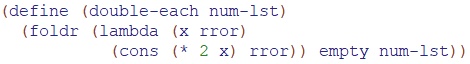 (define (double-each num-lst)
  (foldr (lambda (x rror)
           (cons (* 2 x) rror)) empty num-lst))